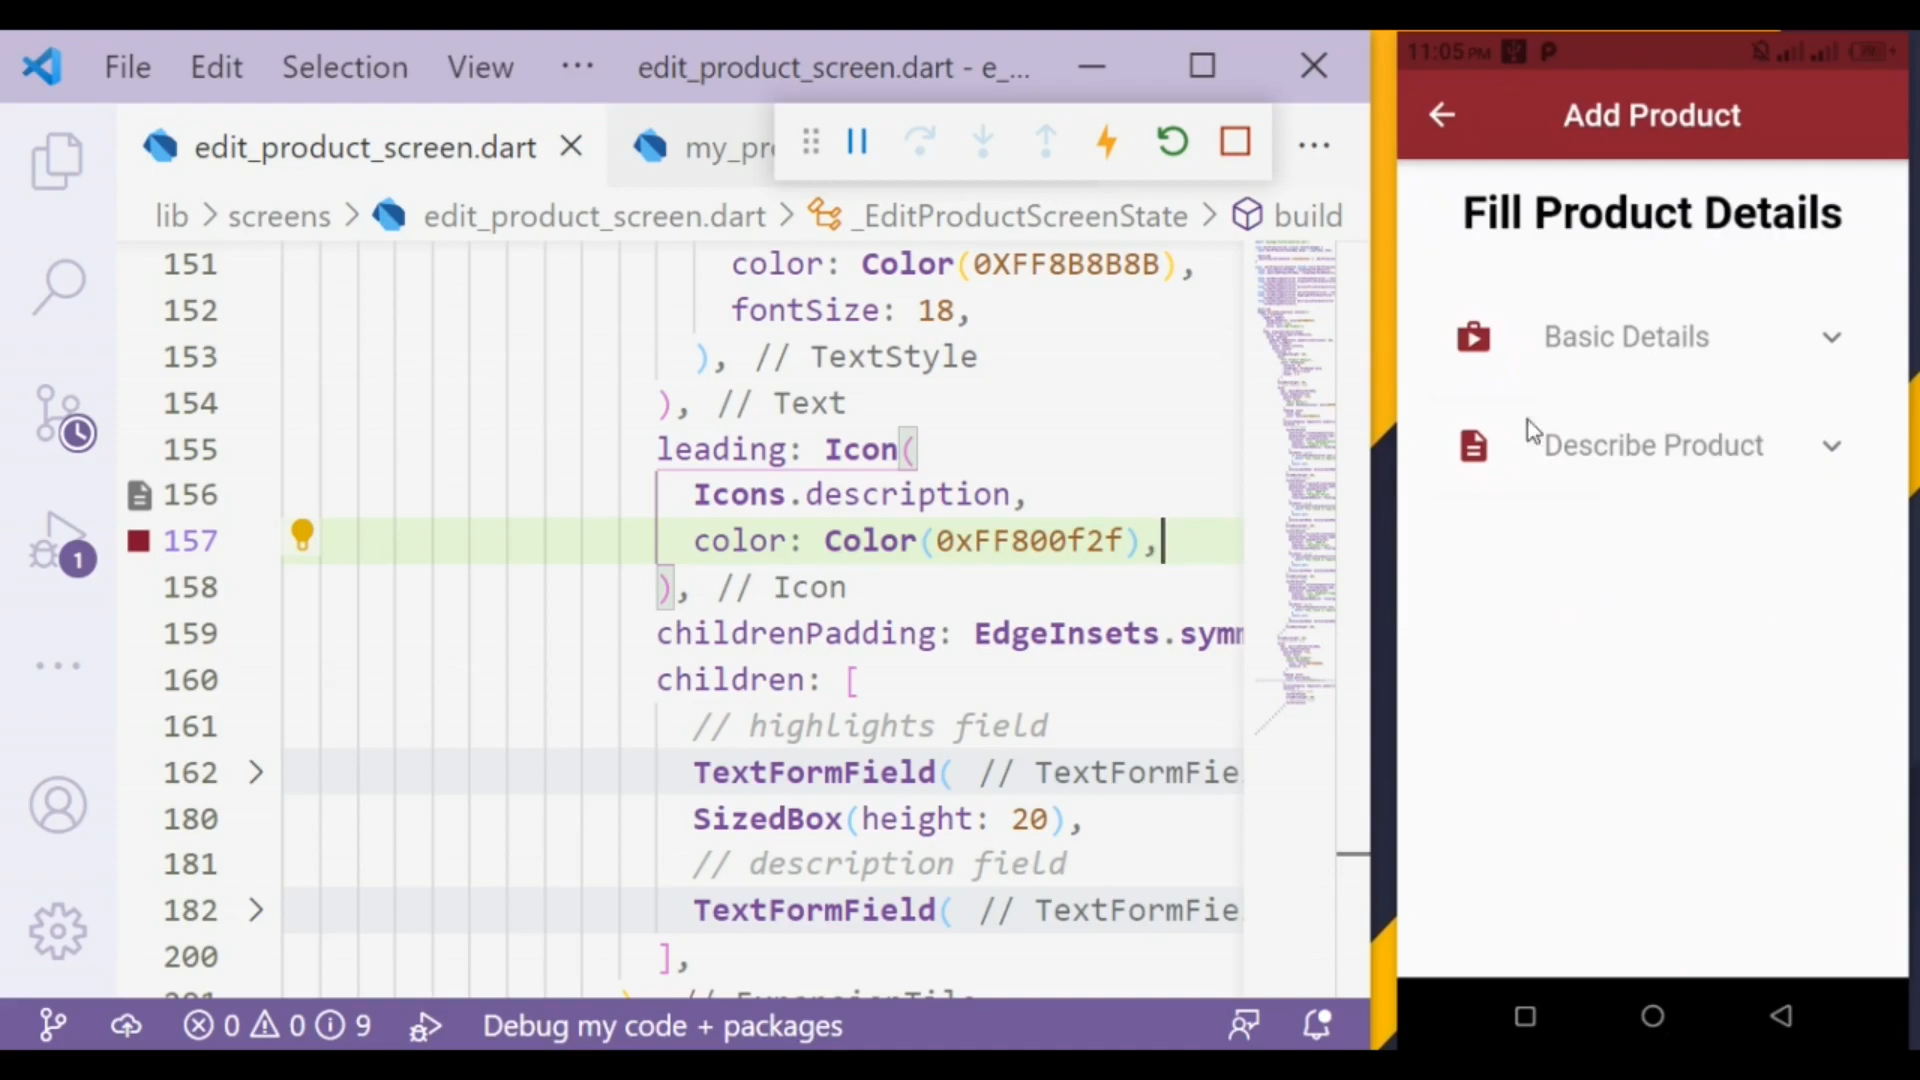 File Edit Selection View ··· edit_product_screen.dart - e_...
edit_product_screen.dart my_pr
lib > screens > edit_product_screen.dart > _EditProductScreenState > build
151 color: Color(0XFF8B8B8B),
152 fontSize: 18,
153 ), // TextStyle
154 ), // Text
155 leading: Icon(
156 Icons.description,
157 color: Color(0xFF800f2f),
158 ), // Icon
159 childrenPadding: EdgeInsets.symm
160 children: [
161 // highlights field
162 TextFormField( // TextFormFie
180 SizedBox(height: 20),
181 // description field
182 TextFormField( // TextFormFie
200 ],
1
0 0 9 Debug my code + packages
11:05 PM
Add Product
Fill Product Details
Basic Details
Describe Product